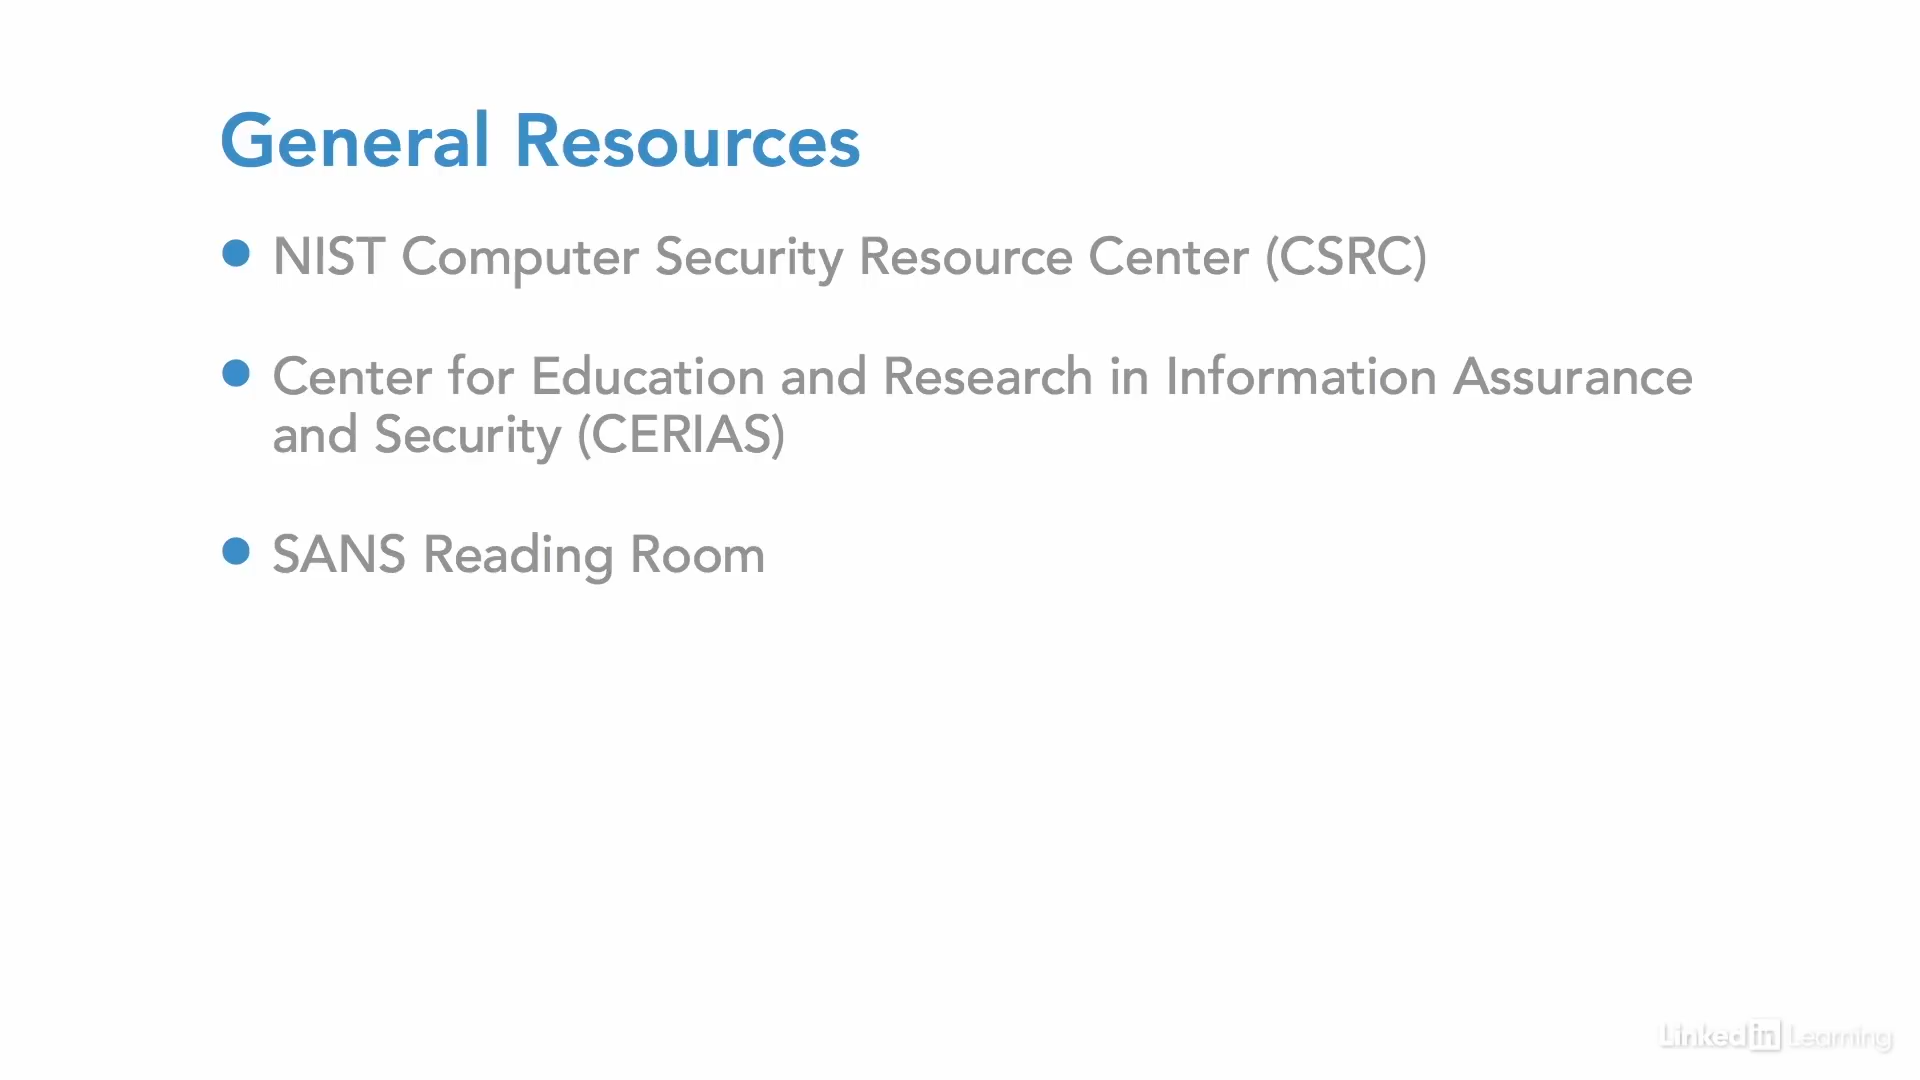 General Resources
NIST Computer Security Resource Center (CSRC)
Center for Education and Research in Information Assurance
and Security (CERIAS)
SANS Reading Room
Linked in Learning